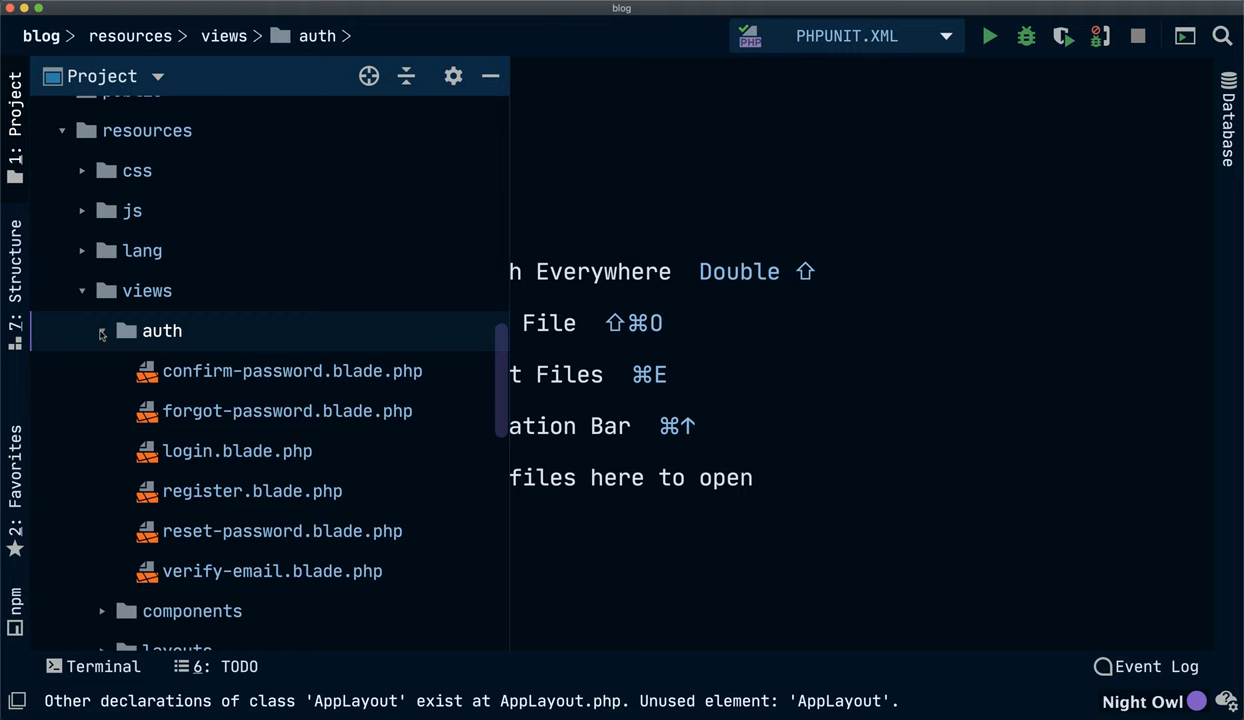 blog
blog > resources > views > auth >
PHP
PHPUNIT.XML
Project
public
resources
css
js
lang
views
auth
confirm-password.blade.php
forgot-password.blade.php
login.blade.php
register.blade.php
reset-password.blade.php
verify-email.blade.php
components
layouts
h Everywhere Double ⇧
File ⇧⌘O
t Files ⌘E
ation Bar ⌘↑
files here to open
1: Project
7: Structure
2: Favorites
npm
Database
Terminal
6: TODO
Event Log
Other declarations of class 'AppLayout' exist at AppLayout.php. Unused element: 'AppLayout'.
Night Owl